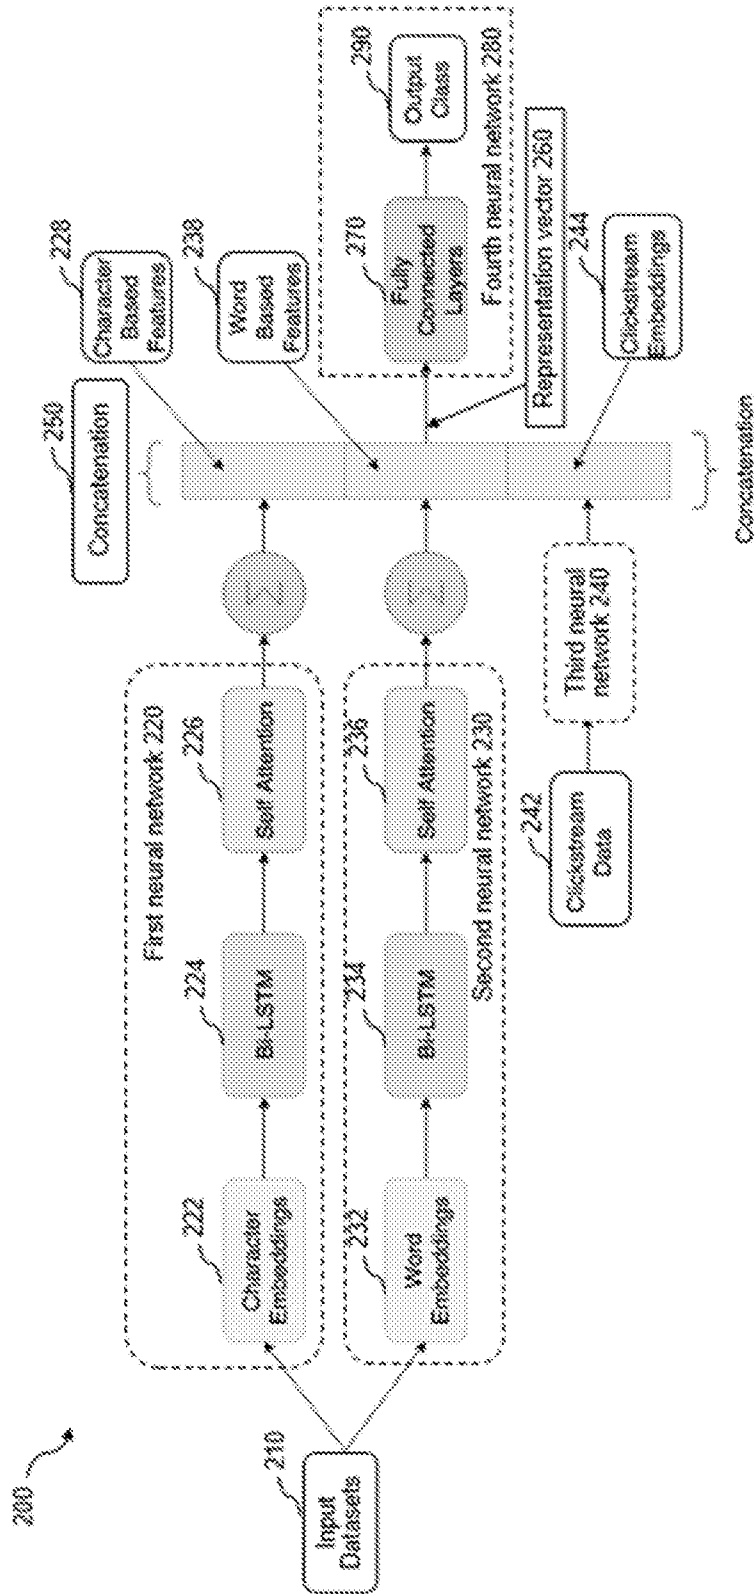 200
210
Input
Datasets
First neural network 220
222
Character
Embeddings
224
Bi-LSTM
226
Self Attention
Σ
232
Word
Embeddings
234
Bi-LSTM
236
Self Attention
Second neural network 230
Σ
242
Clickstream
Data
Third neural
network 240
250
Concatenation
228
Character
Based
Features
238
Word
Based
Features
270
Fully
Connected
Layers
290
Output
Class
Fourth neural network 280
Representation vector 260
244
Clickstream
Embeddings
Concatenation